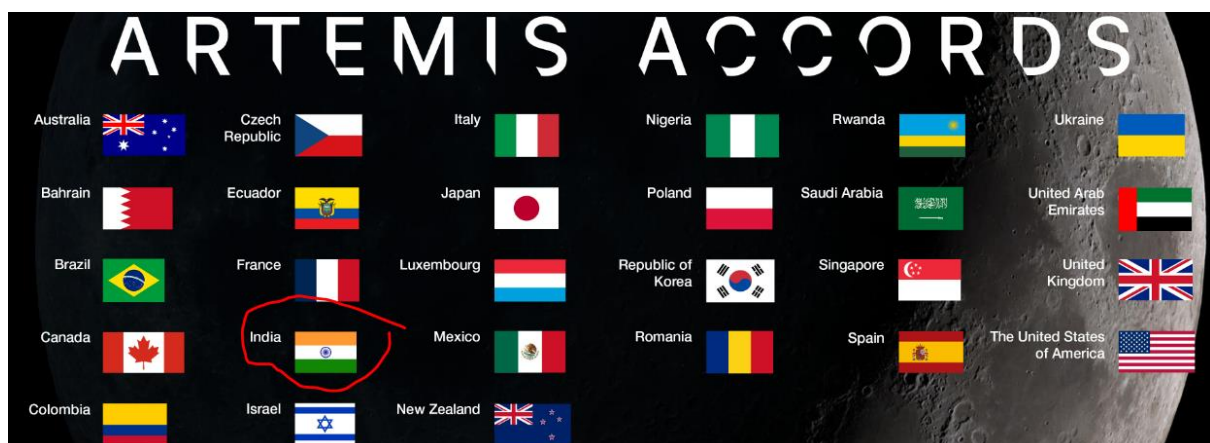 ARTEMIS ACCORDS
Australia
Bahrain
Brazil
Canada
Colombia
Czech
Republic
Ecuador
France
India
Israel
Italy
Japan
Luxembourg
Mexico
New Zealand
Nigeria
Poland
Republic of
Korea
Romania
Rwanda
Saudi Arabia
Singapore
Spain
Ukraine
United Arab
Emirates
United
Kingdom
The United States
of America